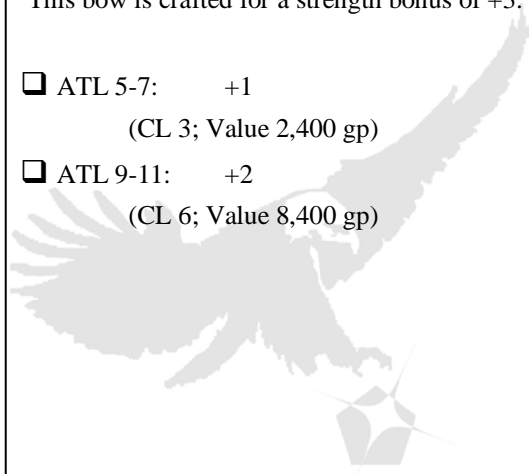 This bow is crafted for a strength bonus of +3.
❑ ATL 5-7: +1
(CL 3; Value 2,400 gp)
❑ ATL 9-11: +2
(CL 6; Value 8,400 gp)